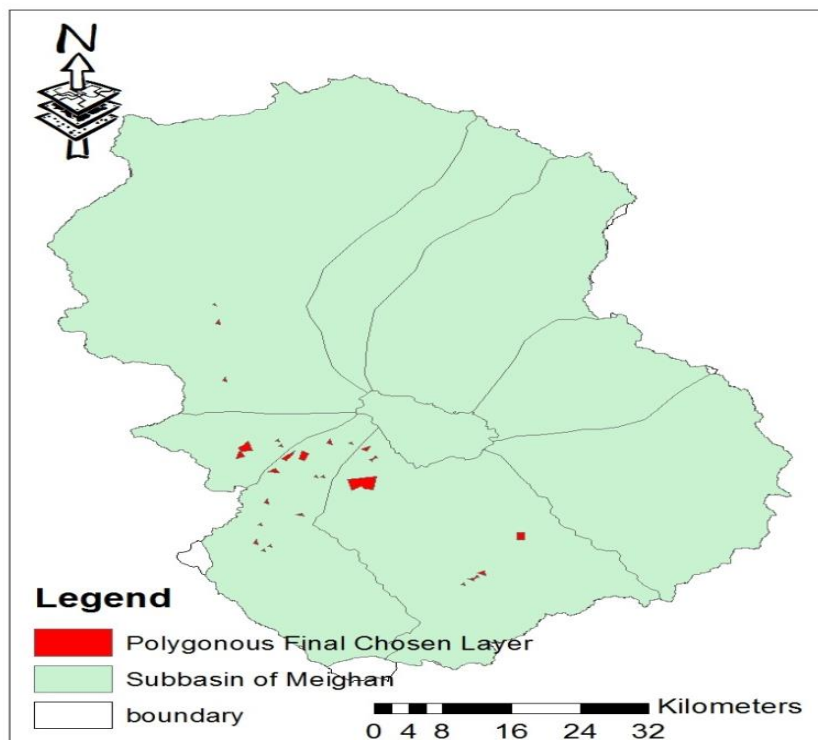 N
Legend
Polygonous Final Chosen Layer
Subbasin of Meighan
boundary
Kilometers
0 4 8 16 24 32